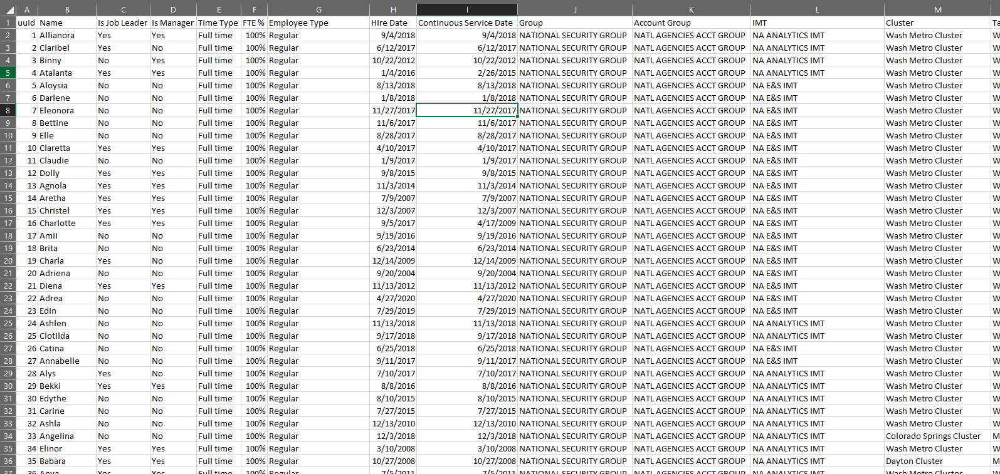 A B C D E F G H I J K L M
1 uuid Name Is Job Leader Is Manager Time Type FTE % Employee Type Hire Date Continuous Service Date Group Account Group IMT Cluster Ta
2 1 Allianora Yes Yes Full time 100% Regular 9/4/2018 9/4/2018 NATIONAL SECURITY GROUP NATL AGENCIES ACCT GROUP NA ANALYTICS IMT Wash Metro Cluster W
3 2 Claribel Yes No Full time 100% Regular 6/12/2017 6/12/2017 NATIONAL SECURITY GROUP NATL AGENCIES ACCT GROUP NA ANALYTICS IMT Wash Metro Cluster W
4 3 Binny No Yes Full time 100% Regular 10/22/2012 10/22/2012 NATIONAL SECURITY GROUP NATL AGENCIES ACCT GROUP NA ANALYTICS IMT Wash Metro Cluster W
5 4 Atalanta Yes Yes Full time 100% Regular 1/4/2016 2/26/2015 NATIONAL SECURITY GROUP NATL AGENCIES ACCT GROUP NA ANALYTICS IMT Wash Metro Cluster W
6 5 Aloysia No No Full time 100% Regular 8/13/2018 8/13/2018 NATIONAL SECURITY GROUP NATL AGENCIES ACCT GROUP NA E&S IMT Wash Metro Cluster W
7 6 Darlene No No Full time 100% Regular 1/8/2018 1/8/2018 NATIONAL SECURITY GROUP NATL AGENCIES ACCT GROUP NA E&S IMT Wash Metro Cluster W
8 7 Eleonora No No Full time 100% Regular 11/27/2017 11/27/2017 NATIONAL SECURITY GROUP NATL AGENCIES ACCT GROUP NA E&S IMT Wash Metro Cluster W
9 8 Bettine No No Full time 100% Regular 11/6/2017 11/6/2017 NATIONAL SECURITY GROUP NATL AGENCIES ACCT GROUP NA E&S IMT Wash Metro Cluster W
10 9 Elle No No Full time 100% Regular 8/28/2017 8/28/2017 NATIONAL SECURITY GROUP NATL AGENCIES ACCT GROUP NA E&S IMT Wash Metro Cluster W
11 10 Claretta Yes Yes Full time 100% Regular 4/10/2017 4/10/2017 NATIONAL SECURITY GROUP NATL AGENCIES ACCT GROUP NA E&S IMT Wash Metro Cluster W
12 11 Claudie No No Full time 100% Regular 1/9/2017 1/9/2017 NATIONAL SECURITY GROUP NATL AGENCIES ACCT GROUP NA E&S IMT Wash Metro Cluster W
13 12 Dolly Yes Yes Full time 100% Regular 9/8/2015 9/8/2015 NATIONAL SECURITY GROUP NATL AGENCIES ACCT GROUP NA E&S IMT Wash Metro Cluster W
14 13 Agnola Yes Yes Full time 100% Regular 11/3/2014 11/3/2014 NATIONAL SECURITY GROUP NATL AGENCIES ACCT GROUP NA E&S IMT Wash Metro Cluster W
15 14 Aretha Yes Yes Full time 100% Regular 7/9/2007 7/9/2007 NATIONAL SECURITY GROUP NATL AGENCIES ACCT GROUP NA E&S IMT Wash Metro Cluster W
16 15 Christel Yes Yes Full time 100% Regular 12/3/2007 12/3/2007 NATIONAL SECURITY GROUP NATL AGENCIES ACCT GROUP NA E&S IMT Wash Metro Cluster W
17 16 Charlotte Yes Yes Full time 100% Regular 9/5/2017 4/17/2009 NATIONAL SECURITY GROUP NATL AGENCIES ACCT GROUP NA E&S IMT Wash Metro Cluster W
18 17 Amii No No Full time 100% Regular 9/19/2016 9/19/2016 NATIONAL SECURITY GROUP NATL AGENCIES ACCT GROUP NA E&S IMT Wash Metro Cluster W
19 18 Brita No No Full time 100% Regular 6/23/2014 6/23/2014 NATIONAL SECURITY GROUP NATL AGENCIES ACCT GROUP NA E&S IMT Wash Metro Cluster W
20 19 Charla Yes No Full time 100% Regular 12/14/2009 12/14/2009 NATIONAL SECURITY GROUP NATL AGENCIES ACCT GROUP NA E&S IMT Wash Metro Cluster W
21 20 Adriena No No Full time 100% Regular 9/20/2004 9/20/2004 NATIONAL SECURITY GROUP NATL AGENCIES ACCT GROUP NA E&S IMT Wash Metro Cluster W
22 21 Diena Yes Yes Full time 100% Regular 11/13/2012 11/13/2012 NATIONAL SECURITY GROUP NATL AGENCIES ACCT GROUP NA E&S IMT Wash Metro Cluster W
23 22 Adrea No No Full time 100% Regular 4/27/2020 4/27/2020 NATIONAL SECURITY GROUP NATL AGENCIES ACCT GROUP NA E&S IMT Wash Metro Cluster W
24 23 Edin No No Full time 100% Regular 7/29/2019 7/29/2019 NATIONAL SECURITY GROUP NATL AGENCIES ACCT GROUP NA E&S IMT Wash Metro Cluster W
25 24 Ashlen No No Full time 100% Regular 11/13/2018 11/13/2018 NATIONAL SECURITY GROUP NATL AGENCIES ACCT GROUP NA ANALYTICS IMT Wash Metro Cluster W
26 25 Clotilda No No Full time 100% Regular 9/17/2018 9/17/2018 NATIONAL SECURITY GROUP NATL AGENCIES ACCT GROUP NA ANALYTICS IMT Wash Metro Cluster W
27 26 Catina No No Full time 100% Regular 6/25/2018 6/25/2018 NATIONAL SECURITY GROUP NATL AGENCIES ACCT GROUP NA E&S IMT Wash Metro Cluster W
28 27 Annabelle No No Full time 100% Regular 9/11/2017 9/11/2017 NATIONAL SECURITY GROUP NATL AGENCIES ACCT GROUP NA E&S IMT Wash Metro Cluster W
29 28 Alys Yes No Full time 100% Regular 7/10/2017 7/10/2017 NATIONAL SECURITY GROUP NATL AGENCIES ACCT GROUP NA ANALYTICS IMT Wash Metro Cluster W
30 29 Bekki Yes Yes Full time 100% Regular 8/8/2016 8/8/2016 NATIONAL SECURITY GROUP NATL AGENCIES ACCT GROUP NA ANALYTICS IMT Wash Metro Cluster W
31 30 Edythe No No Full time 100% Regular 8/10/2015 8/10/2015 NATIONAL SECURITY GROUP NATL AGENCIES ACCT GROUP NA ANALYTICS IMT Wash Metro Cluster W
32 31 Carine No No Full time 100% Regular 7/27/2015 7/27/2015 NATIONAL SECURITY GROUP NATL AGENCIES ACCT GROUP NA ANALYTICS IMT Wash Metro Cluster W
33 32 Ashla No No Full time 100% Regular 12/13/2010 12/13/2010 NATIONAL SECURITY GROUP NATL AGENCIES ACCT GROUP NA ANALYTICS IMT Wash Metro Cluster W
34 33 Angelina No No Full time 100% Regular 12/3/2018 12/3/2018 NATIONAL SECURITY GROUP NATL AGENCIES ACCT GROUP NA ANALYTICS IMT Colorado Springs Cluster M
35 34 Elinor Yes Yes Full time 100% Regular 3/10/2008 3/10/2008 NATIONAL SECURITY GROUP NATL AGENCIES ACCT GROUP NA ANALYTICS IMT Wash Metro Cluster W
36 35 Babara Yes Yes Full time 100% Regular 10/27/2008 10/27/2008 NATIONAL SECURITY GROUP NATL AGENCIES ACCT GROUP NA ANALYTICS IMT Dayton Cluster M
37 36 Anya Yes Yes Full time 100% Regular 7/5/2011 7/5/2011 NATIONAL SECURITY GROUP NATL AGENCIES ACCT GROUP NA ANALYTICS IMT Wash Metro Cluster W